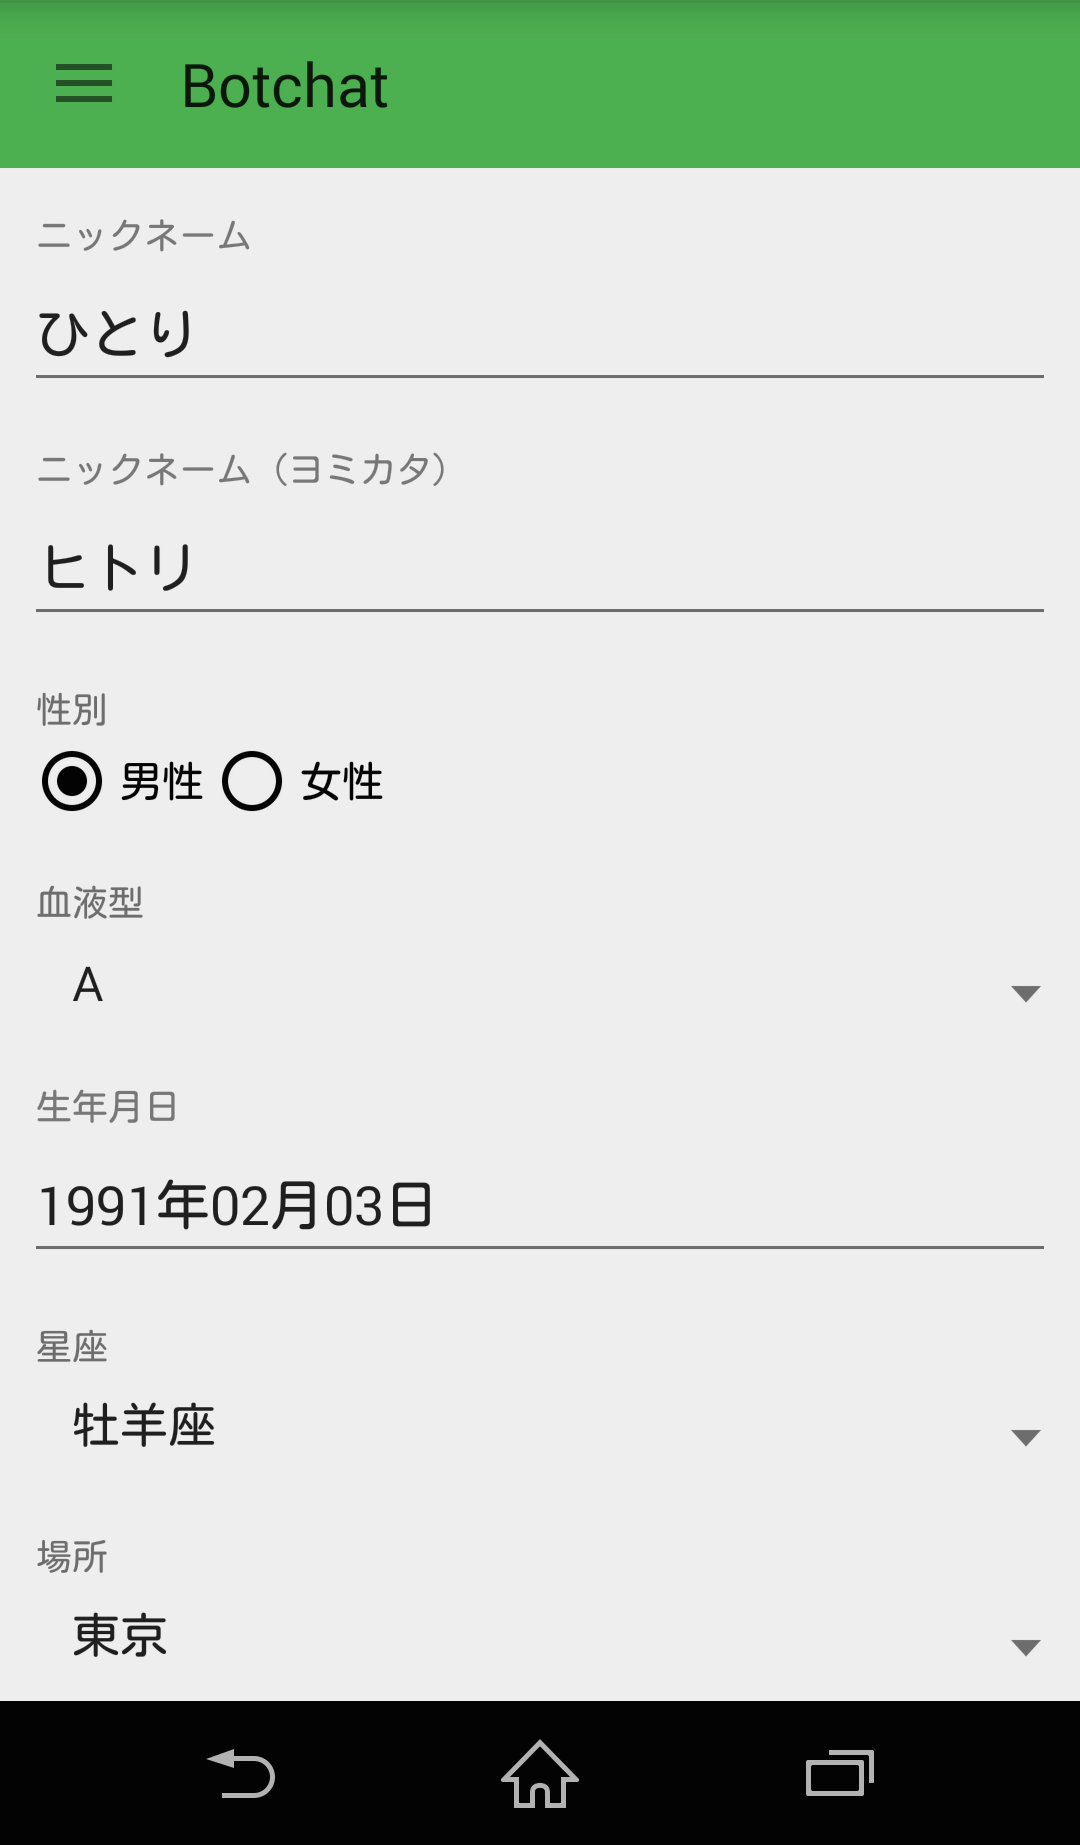 Botchat
ニックネーム
ひとり
ニックネーム（ヨミカタ）
ヒトリ
性別
男性 女性
血液型
A
生年月日
1991年02月03日
星座
牡羊座
場所
東京